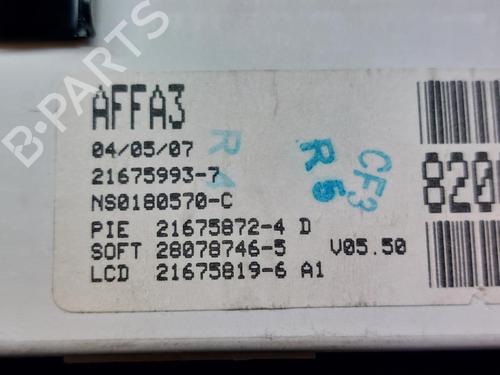 AFFA3
04/05/07
21675993-7
NS0180570-C
PIE 21675872-4 D
SOFT 28078746-5 V05.50
LCD 21675819-6 A1
R4
R5
CF3
820
B-PARTS